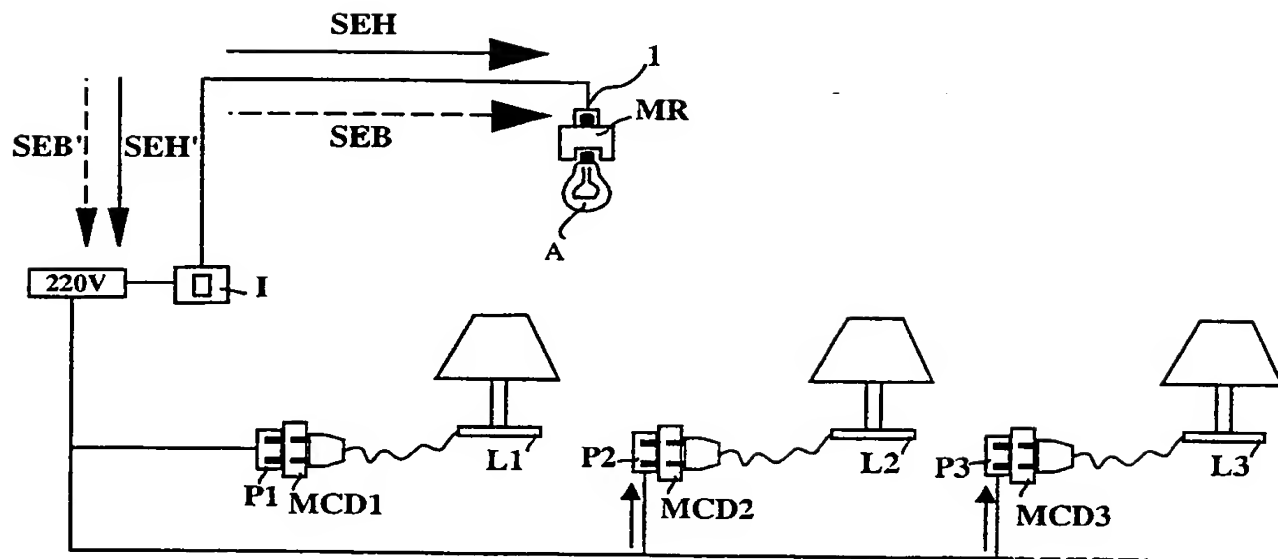 SEH
1
MR
SEB
SEB' SEH'
A
220V
I
P1
MCD1
L1
P2
MCD2
L2
P3
MCD3
L3